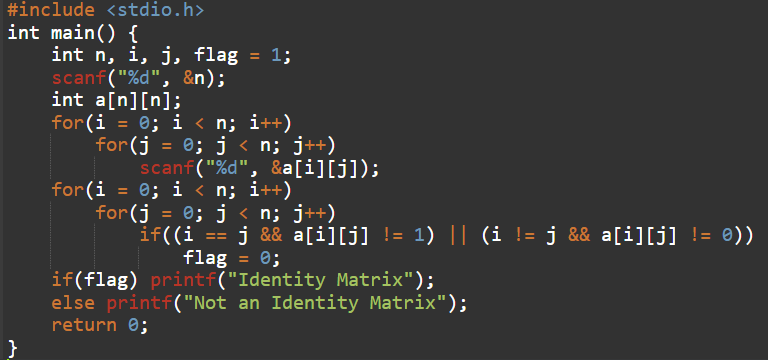 #include <stdio.h>
int main() {
    int n, i, j, flag = 1;
    scanf("%d", &n);
    int a[n][n];
    for(i = 0; i < n; i++)
        for(j = 0; j < n; j++)
            scanf("%d", &a[i][j]);
    for(i = 0; i < n; i++)
        for(j = 0; j < n; j++)
            if((i == j && a[i][j] != 1) || (i != j && a[i][j] != 0))
                flag = 0;
    if(flag) printf("Identity Matrix");
    else printf("Not an Identity Matrix");
    return 0;
}